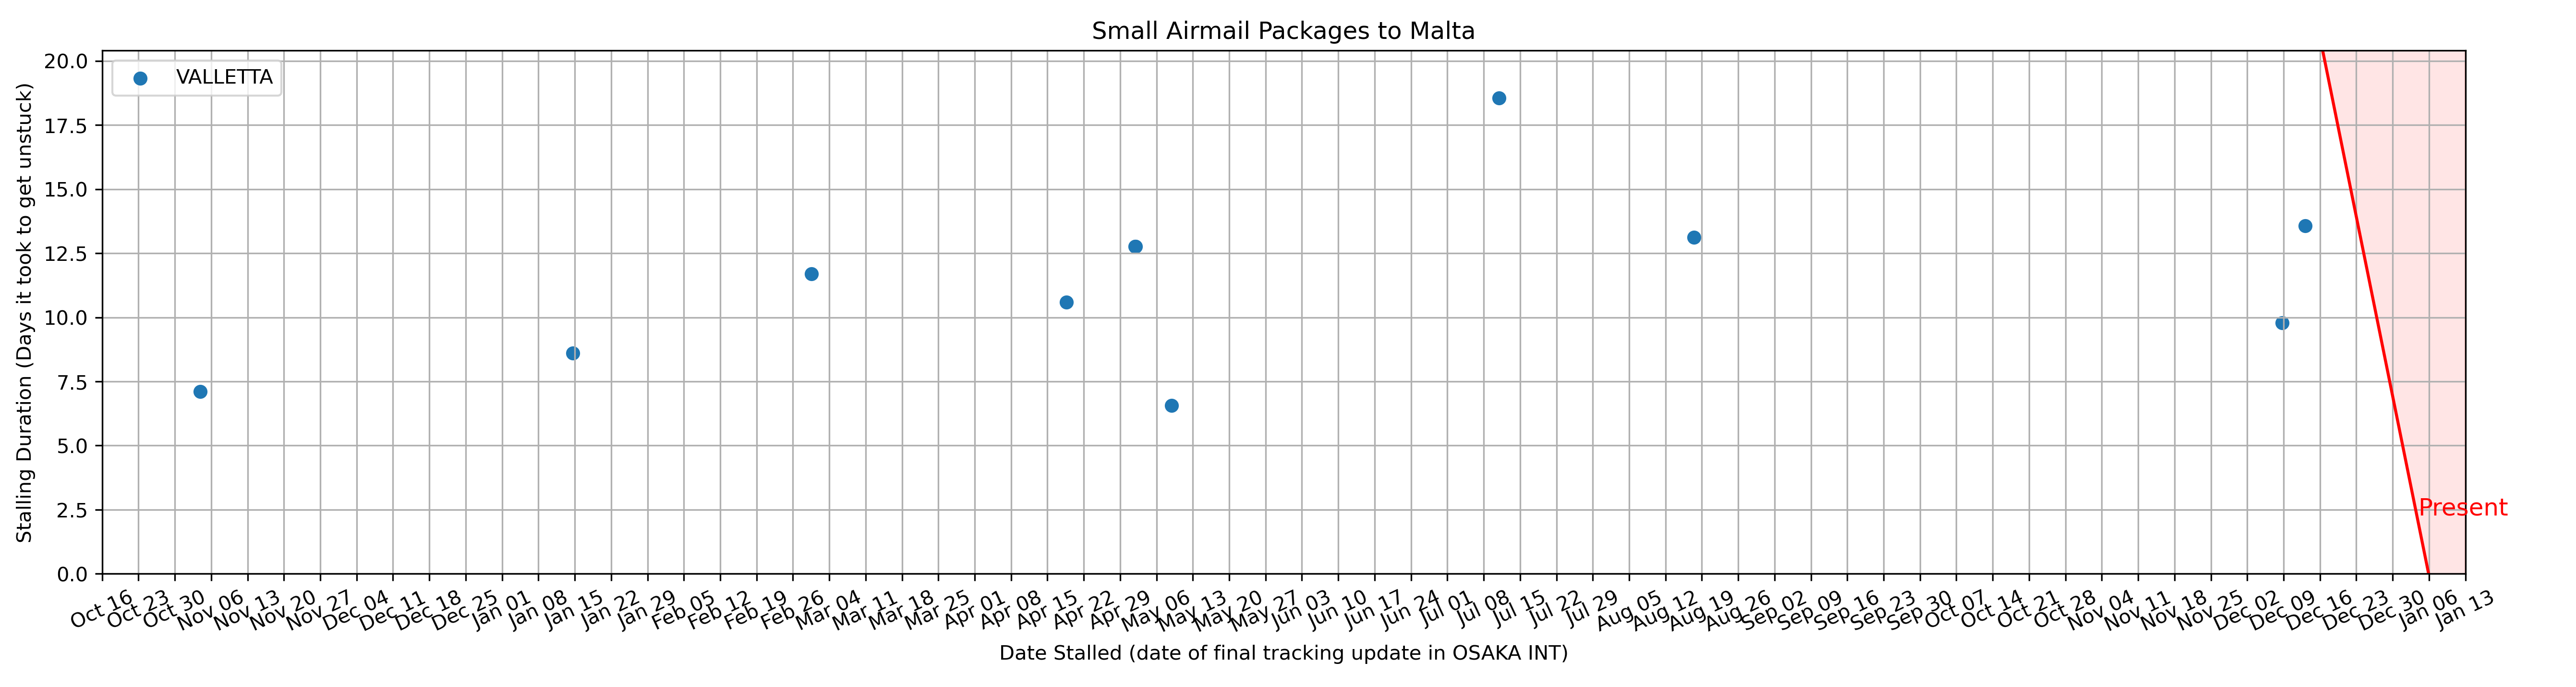 Small Airmail Packages to Malta
VALLETTA
Stalling Duration (Days it took to get unstuck)
20.0
17.5
15.0
12.5
10.0
7.5
5.0
2.5
0.0
Present
Oct 16
Oct 23
Oct 30
Nov 06
Nov 13
Nov 20
Nov 27
Dec 04
Dec 11
Dec 18
Dec 25
Jan 01
Jan 08
Jan 15
Jan 22
Jan 29
Feb 05
Feb 12
Feb 19
Feb 26
Mar 04
Mar 11
Mar 18
Mar 25
Apr 01
Apr 08
Apr 15
Apr 22
Apr 29
May 06
May 13
May 20
May 27
Jun 03
Jun 10
Jun 17
Jun 24
Jul 01
Jul 08
Jul 15
Jul 22
Jul 29
Aug 05
Aug 12
Aug 19
Aug 26
Sep 02
Sep 09
Sep 16
Sep 23
Sep 30
Oct 07
Oct 14
Oct 21
Oct 28
Nov 04
Nov 11
Nov 18
Nov 25
Dec 02
Dec 09
Dec 16
Dec 23
Dec 30
Jan 06
Jan 13
Date Stalled (date of final tracking update in OSAKA INT)